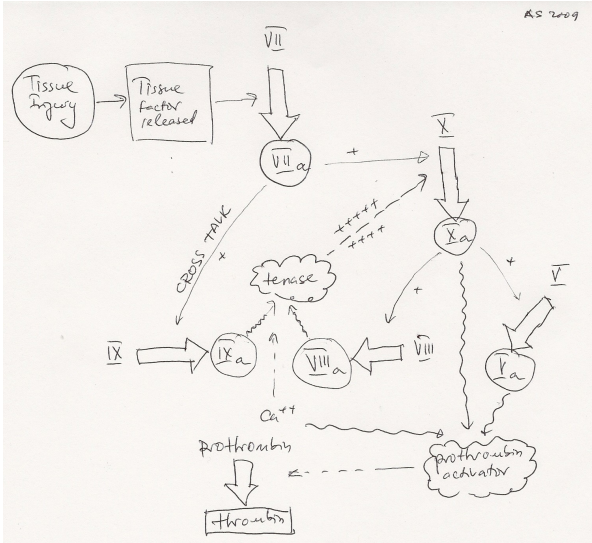 AS 2009
VII
Tissue
Injury
Tissue
factor
released
X
VIIa
+
CROSS TALK
+
+++++
++++
Xa
tenase
+
+
V
IX
IXa
VIIIa
VIII
Va
Ca++
prothrombin
prothrombin
activator
thrombin